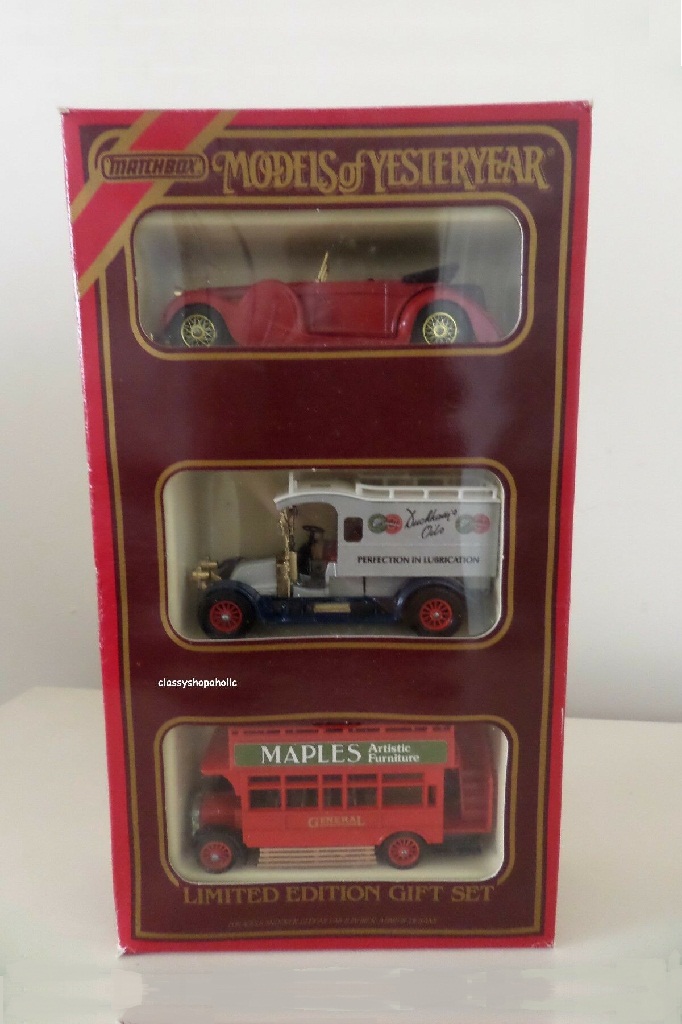 MATCHBOX MODELS of YESTERYEAR
Duckham's
Oils
PERFECTION IN LUBRICATION
classyshopaholic
MAPLES Artistic
Furniture
GENERAL
LIMITED EDITION GIFT SET